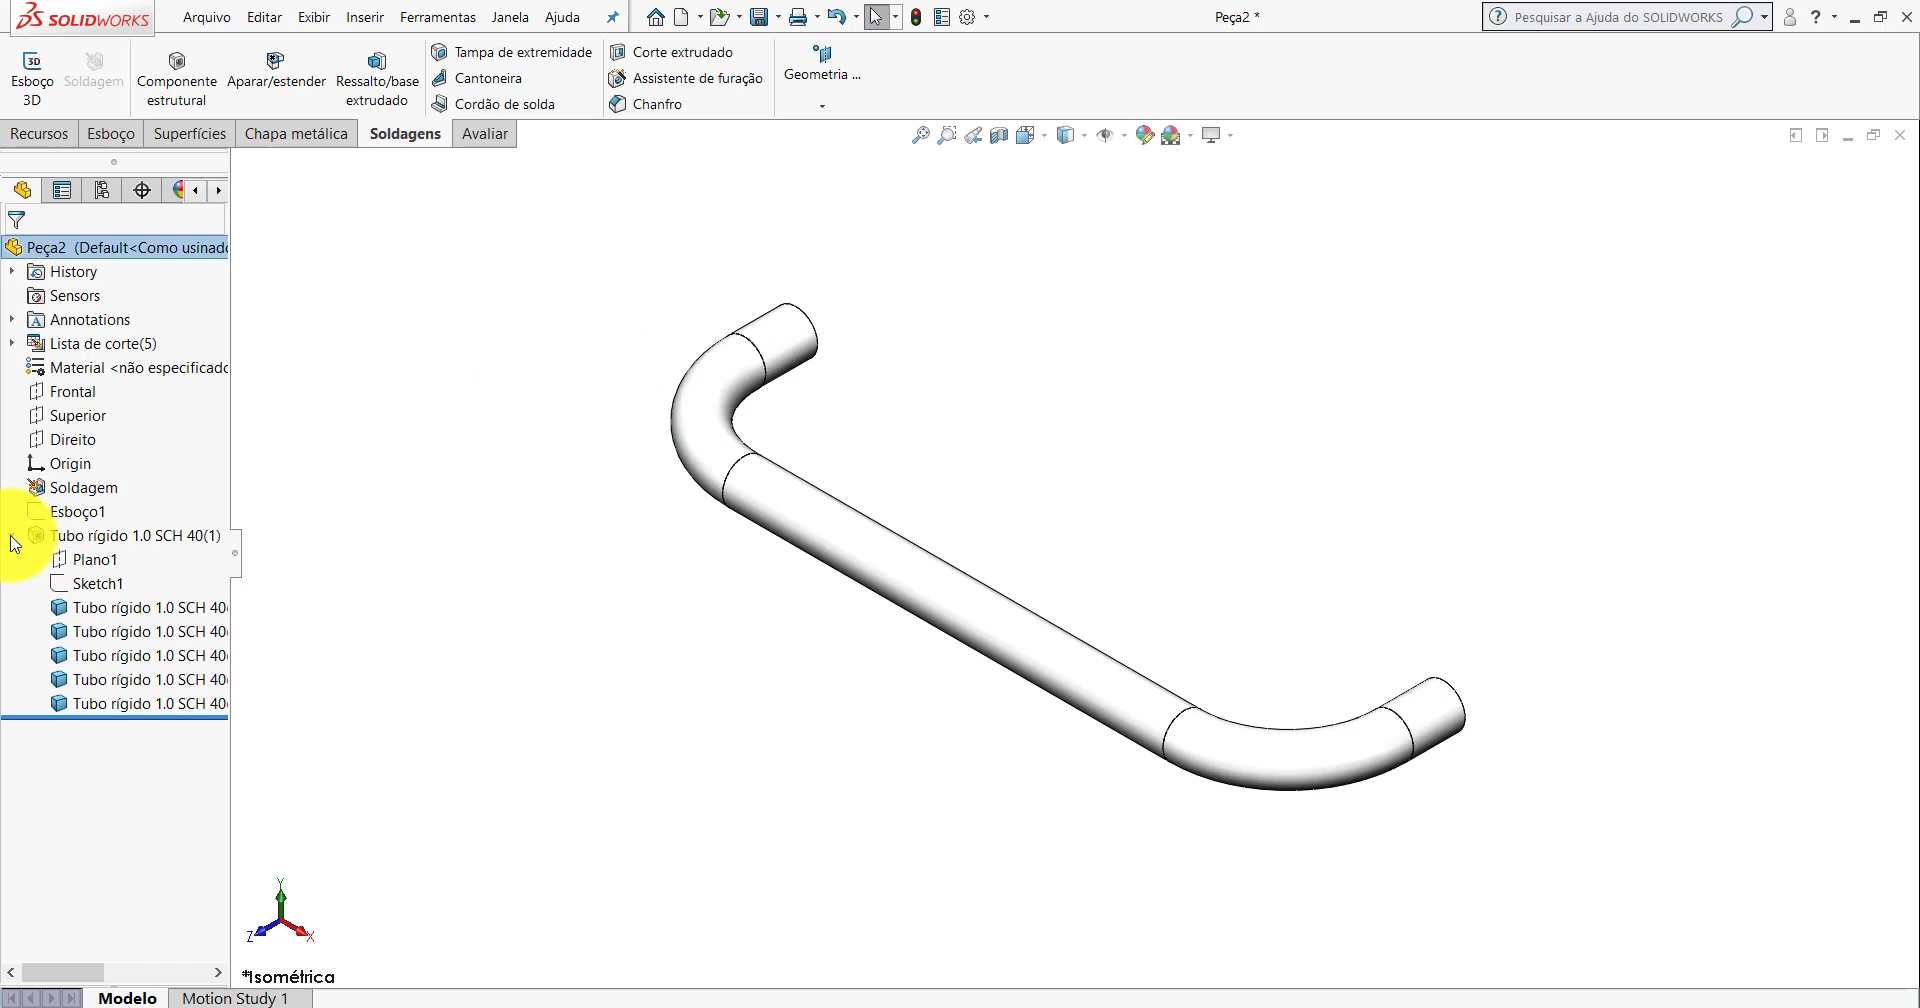 SOLIDWORKS
Arquivo Editar Exibir Inserir Ferramentas Janela Ajuda
Peça2 *
Pesquisar a Ajuda do SOLIDWORKS
?
Esboço 3D
Soldagem
Componente estrutural
Aparar/estender
Ressalto/base extrudado
Tampa de extremidade
Cantoneira
Cordão de solda
Corte extrudado
Assistente de furação
Chanfro
Geometria ...
Recursos Esboço Superfícies Chapa metálica Soldagens Avaliar
Peça2 (Default<Como usinado
History
Sensors
Annotations
Lista de corte(5)
Material <não especificado
Frontal
Superior
Direito
Origin
Soldagem
Esboço1
Tubo rígido 1.0 SCH 40(1)
Plano1
Sketch1
Tubo rígido 1.0 SCH 40(
Tubo rígido 1.0 SCH 40(
Tubo rígido 1.0 SCH 40(
Tubo rígido 1.0 SCH 40(
Tubo rígido 1.0 SCH 40(
Y
Z X
*Isométrica
Modelo Motion Study 1